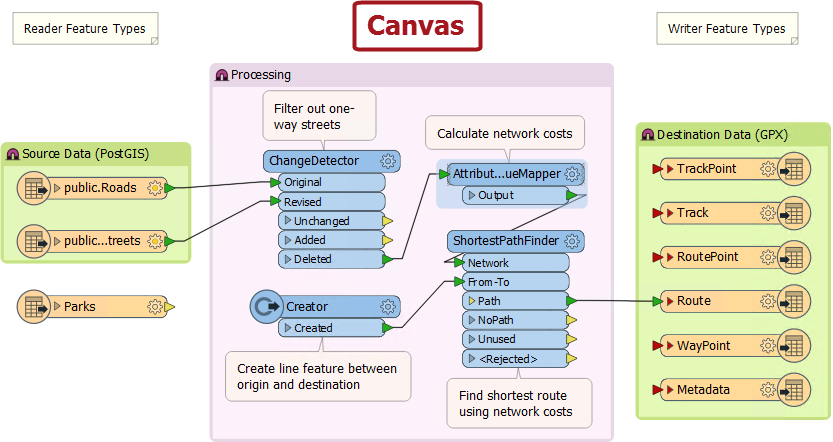 Reader Feature Types
Canvas
Writer Feature Types
Source Data (PostGIS)
public.Roads
public...treets
Parks
Processing
Filter out one-
way streets
ChangeDetector
Original
Revised
Unchanged
Added
Deleted
Creator
Created
Create line feature between
origin and destination
Calculate network costs
Attribut...ueMapper
Output
ShortestPathFinder
Network
From-To
Path
NoPath
Unused
<Rejected>
Find shortest route
using network costs
Destination Data (GPX)
TrackPoint
Track
RoutePoint
Route
WayPoint
Metadata